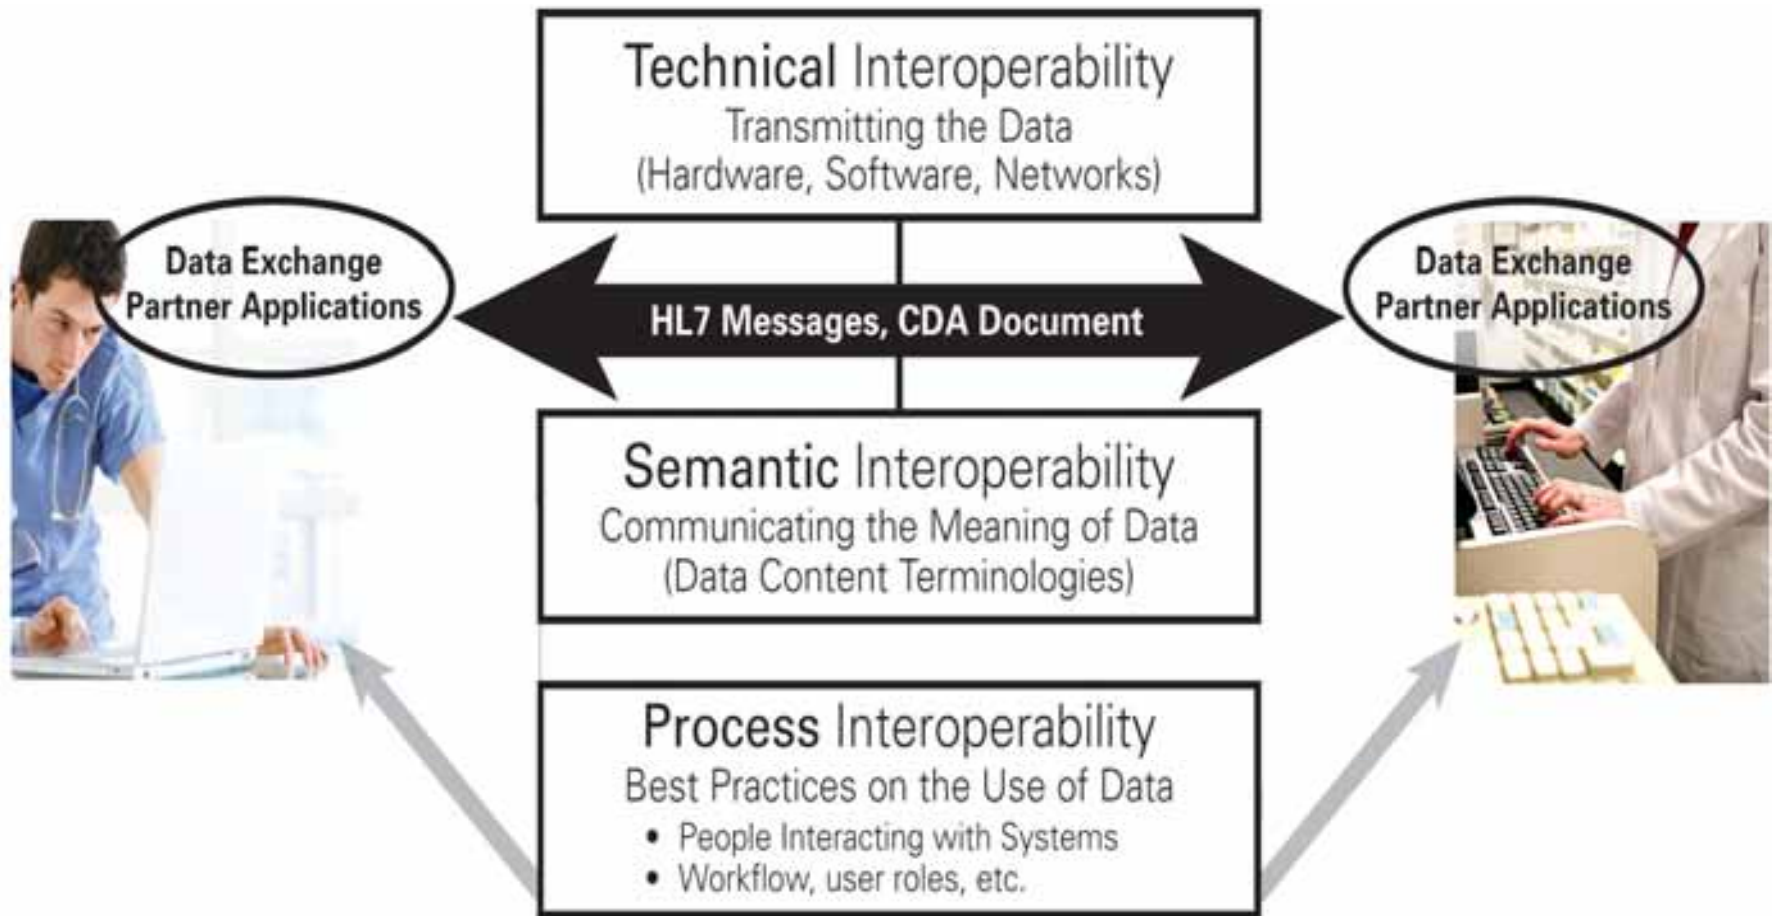 Technical Interoperability
Transmitting the Data
(Hardware, Software, Networks)
Data Exchange
Partner Applications
HL7 Messages, CDA Document
Data Exchange
Partner Applications
Semantic Interoperability
Communicating the Meaning of Data
(Data Content Terminologies)
Process Interoperability
Best Practices on the Use of Data
• People Interacting with Systems
• Workflow, user roles, etc.